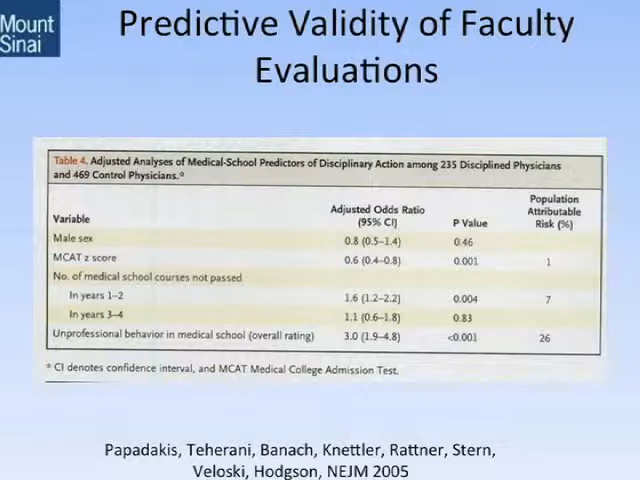 Mount
Sinai
Predictive Validity of Faculty
Evaluations
Table 4. Adjusted Analyses of Medical-School Predictors of Disciplinary Action among 235 Disciplined Physicians
and 469 Control Physicians.*
Variable Adjusted Odds Ratio (95% CI) P Value Population Attributable Risk (%)
Male sex 0.8 (0.5–1.4) 0.46
MCAT z score 0.6 (0.4–0.8) 0.001 1
No. of medical school courses not passed
In years 1–2 1.6 (1.2–2.2) 0.004 7
In years 3–4 1.1 (0.6–1.8) 0.83
Unprofessional behavior in medical school (overall rating) 3.0 (1.9–4.8) <0.001 26
* CI denotes confidence interval, and MCAT Medical College Admission Test.
Papadakis, Teherani, Banach, Knettler, Rattner, Stern,
Veloski, Hodgson, NEJM 2005